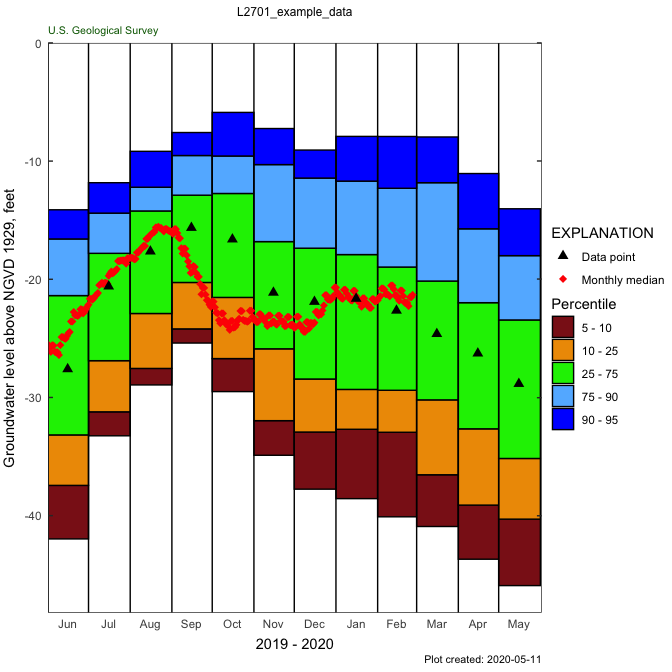 L2701_example_data
U.S. Geological Survey
Groundwater level above NGVD 1929, feet
0
-10
-20
-30
-40
Jun Jul Aug Sep Oct Nov Dec Jan Feb Mar Apr May
2019 - 2020
EXPLANATION
Data point
Monthly median
Percentile
5 - 10
10 - 25
25 - 75
75 - 90
90 - 95
Plot created: 2020-05-11